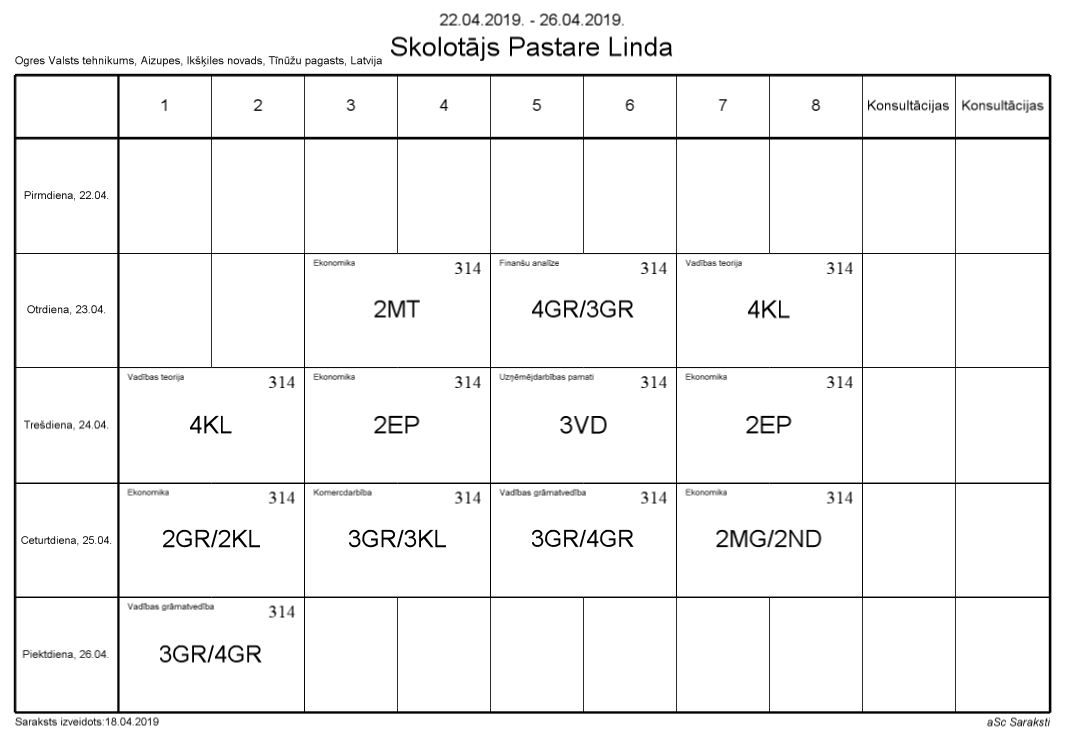 22.04.2019. - 26.04.2019.
Skolotājs Pastare Linda
Ogres Valsts tehnikums, Aizupes, Ikšķiles novads, Tīnūžu pagasts, Latvija
1 2 3 4 5 6 7 8 Konsultācijas Konsultācijas
Pirmdiena, 22.04.
Ekonomika 314 Finanšu analīze 314 Vadības teorija 314
Otrdiena, 23.04. 2MT 4GR/3GR 4KL
Vadības teorija 314 Ekonomika 314 Uzņēmējdarbības pamati 314 Ekonomika 314
Trešdiena, 24.04. 4KL 2EP 3VD 2EP
Ekonomika 314 Komercdarbība 314 Vadības grāmatvedība 314 Ekonomika 314
Ceturtdiena, 25.04. 2GR/2KL 3GR/3KL 3GR/4GR 2MG/2ND
Vadības grāmatvedība 314
Piektdiena, 26.04. 3GR/4GR
Saraksts izveidots:18.04.2019 aSc Saraksti